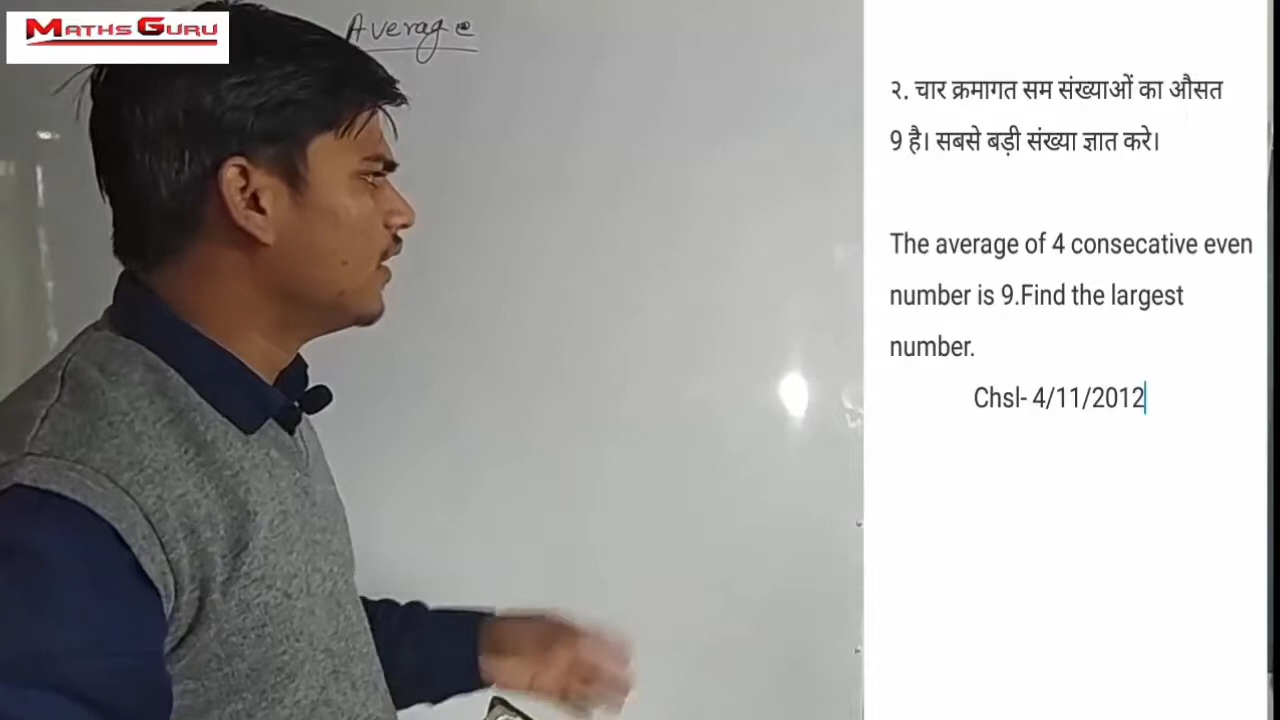 MATHS GURU
Average
२. चार क्रमागत सम संख्याओं का औसत
9 है। सबसे बड़ी संख्या ज्ञात करे।
The average of 4 consecative even
number is 9.Find the largest
number.
Chsl- 4/11/2012